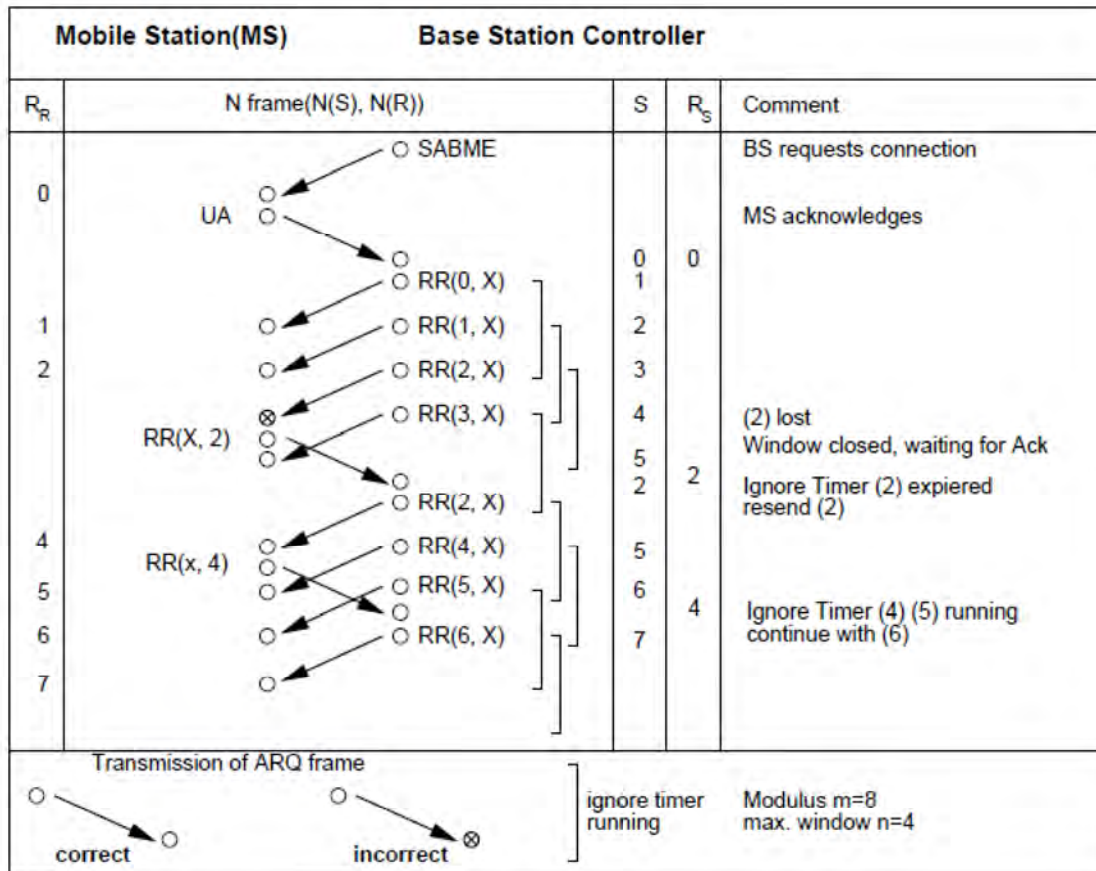 Mobile Station(MS) Base Station Controller
R_R N frame(N(S), N(R)) S R_S Comment
SABME BS requests connection
0
UA MS acknowledges
0 0
RR(0, X) 1
1 RR(1, X) 2
2 RR(2, X) 3
RR(3, X) 4 (2) lost
RR(X, 2) Window closed, waiting for Ack
5
2
2 Ignore Timer (2) expiered
RR(2, X) resend (2)
4 RR(4, X) 5
RR(x, 4)
5 RR(5, X) 6
4 Ignore Timer (4) (5) running
6 RR(6, X) 7 continue with (6)
7
Transmission of ARQ frame
ignore timer Modulus m=8
running max. window n=4
correct incorrect